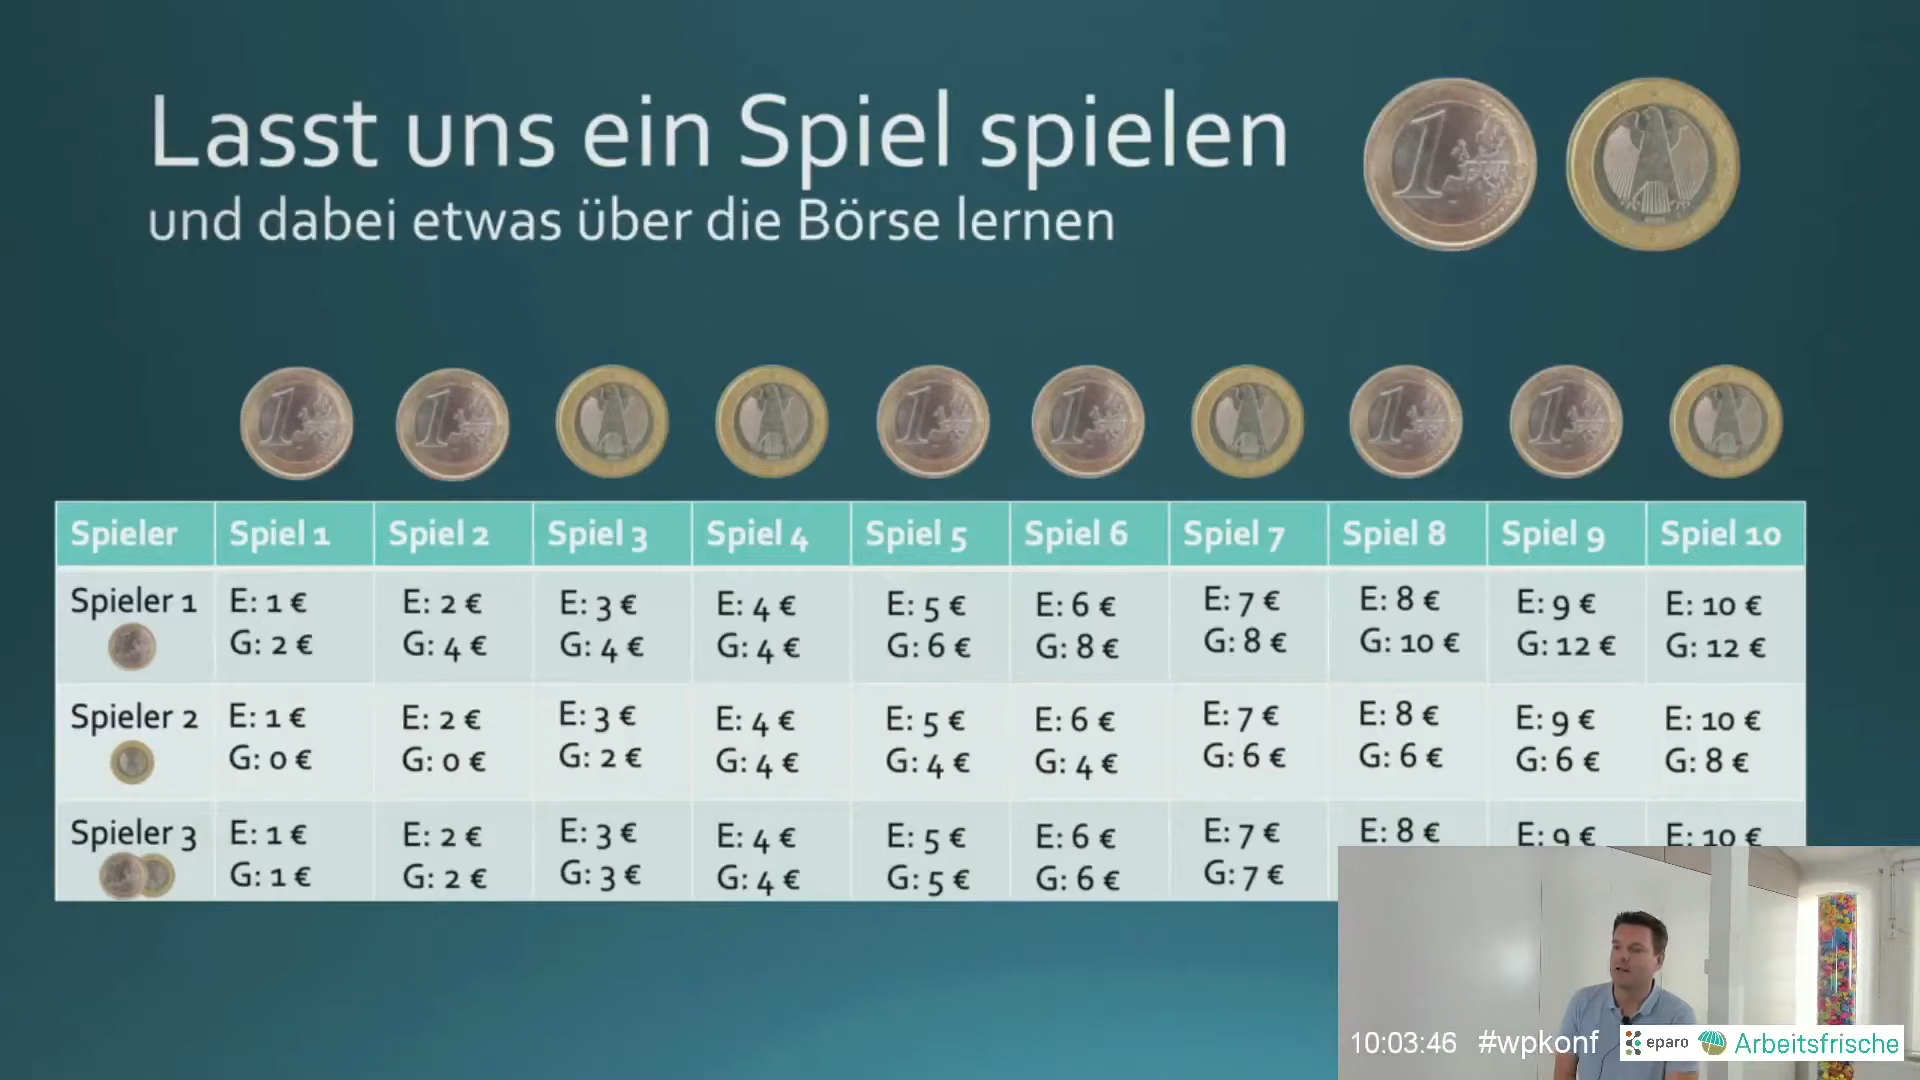 Lasst uns ein Spiel spielen
und dabei etwas über die Börse lernen
Spieler Spiel 1 Spiel 2 Spiel 3 Spiel 4 Spiel 5 Spiel 6 Spiel 7 Spiel 8 Spiel 9 Spiel 10
Spieler 1 E: 1 € E: 2 € E: 3 € E: 4 € E: 5 € E: 6 € E: 7 € E: 8 € E: 9 € E: 10 €
G: 2 € G: 4 € G: 4 € G: 4 € G: 6 € G: 8 € G: 8 € G: 10 € G: 12 € G: 12 €
Spieler 2 E: 1 € E: 2 € E: 3 € E: 4 € E: 5 € E: 6 € E: 7 € E: 8 € E: 9 € E: 10 €
G: 0 € G: 0 € G: 2 € G: 4 € G: 4 € G: 4 € G: 6 € G: 6 € G: 6 € G: 8 €
Spieler 3 E: 1 € E: 2 € E: 3 € E: 4 € E: 5 € E: 6 € E: 7 € E: 8 € E: 9 € E: 10 €
G: 1 € G: 2 € G: 3 € G: 4 € G: 5 € G: 6 € G: 7 €
10:03:46 #wpkonf eparo Arbeitsfrische